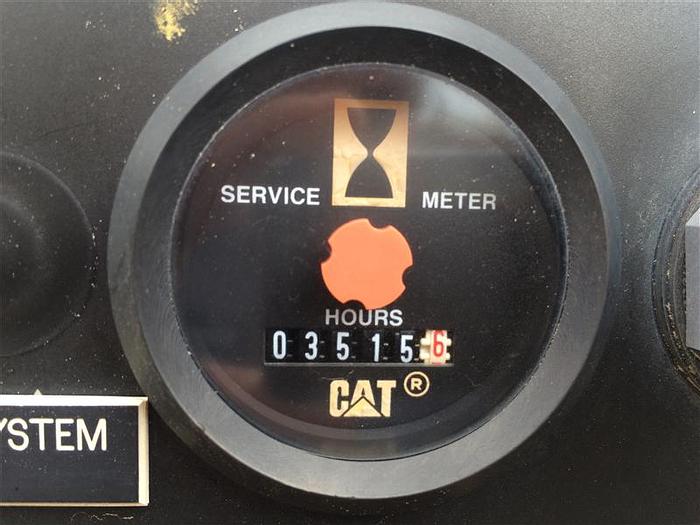 SERVICE METER
HOURS
035156
CAT ®
YSTEM